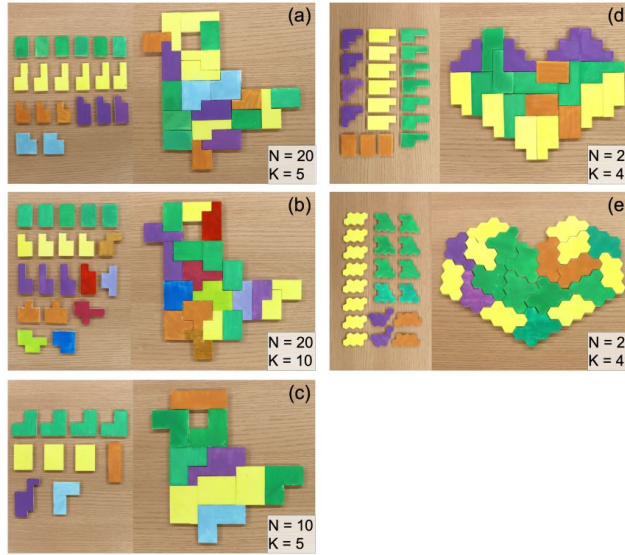 (a)
N = 20
K = 5
(b)
N = 20
K = 10
(c)
N = 10
K = 5
(d)
N = 2
K = 4
(e)
N = 2
K = 4